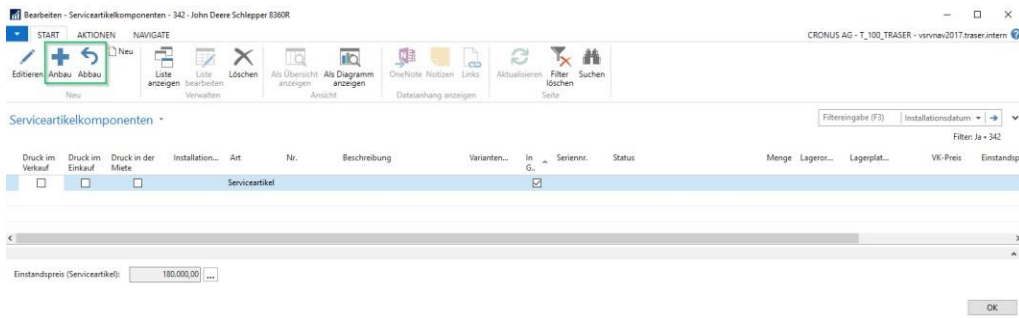 Bearbeiten - Serviceartikelkomponenten - 342 - John Deere Schlepper 8360R
START AKTIONEN NAVIGATE CRONUS AG - T_100_TRASER - vsrvnav2017.traser.intern ?
Editieren Anbau Abbau Neu Liste anzeigen Liste bearbeiten Löschen Als Übersicht anzeigen Als Diagramm anzeigen OneNote Notizen Links Aktualisieren Filter löschen Suchen
Neu Verwalten Ansicht Dateianhang anzeigen Seite
Serviceartikelkomponenten Filtereingabe (F3) Installationsdatum
Filter: Ja • 342
Druck im Verkauf Druck im Einkauf Druck in der Miete Installation... Art Nr. Beschreibung Varianten... In G.. Seriennr. Status Menge Lageror... Lagerplat... VK-Preis Einstandsp
Serviceartikel
Einstandspreis (Serviceartikel): 180.000,00 ...
OK